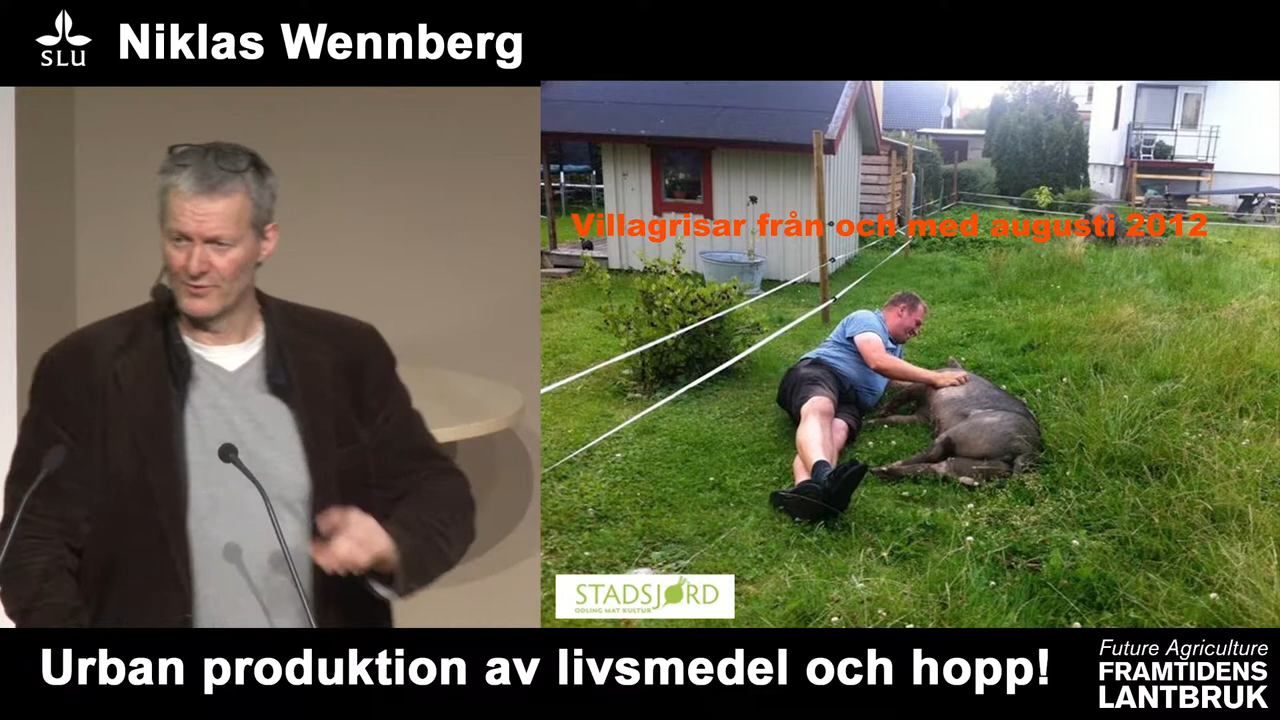 SLU
Niklas Wennberg
Villagrisar från och med augusti 2012
STADSJORD
ODLING MAT KULTUR
Urban produktion av livsmedel och hopp!
Future Agriculture
FRAMTIDENS
LANTBRUK